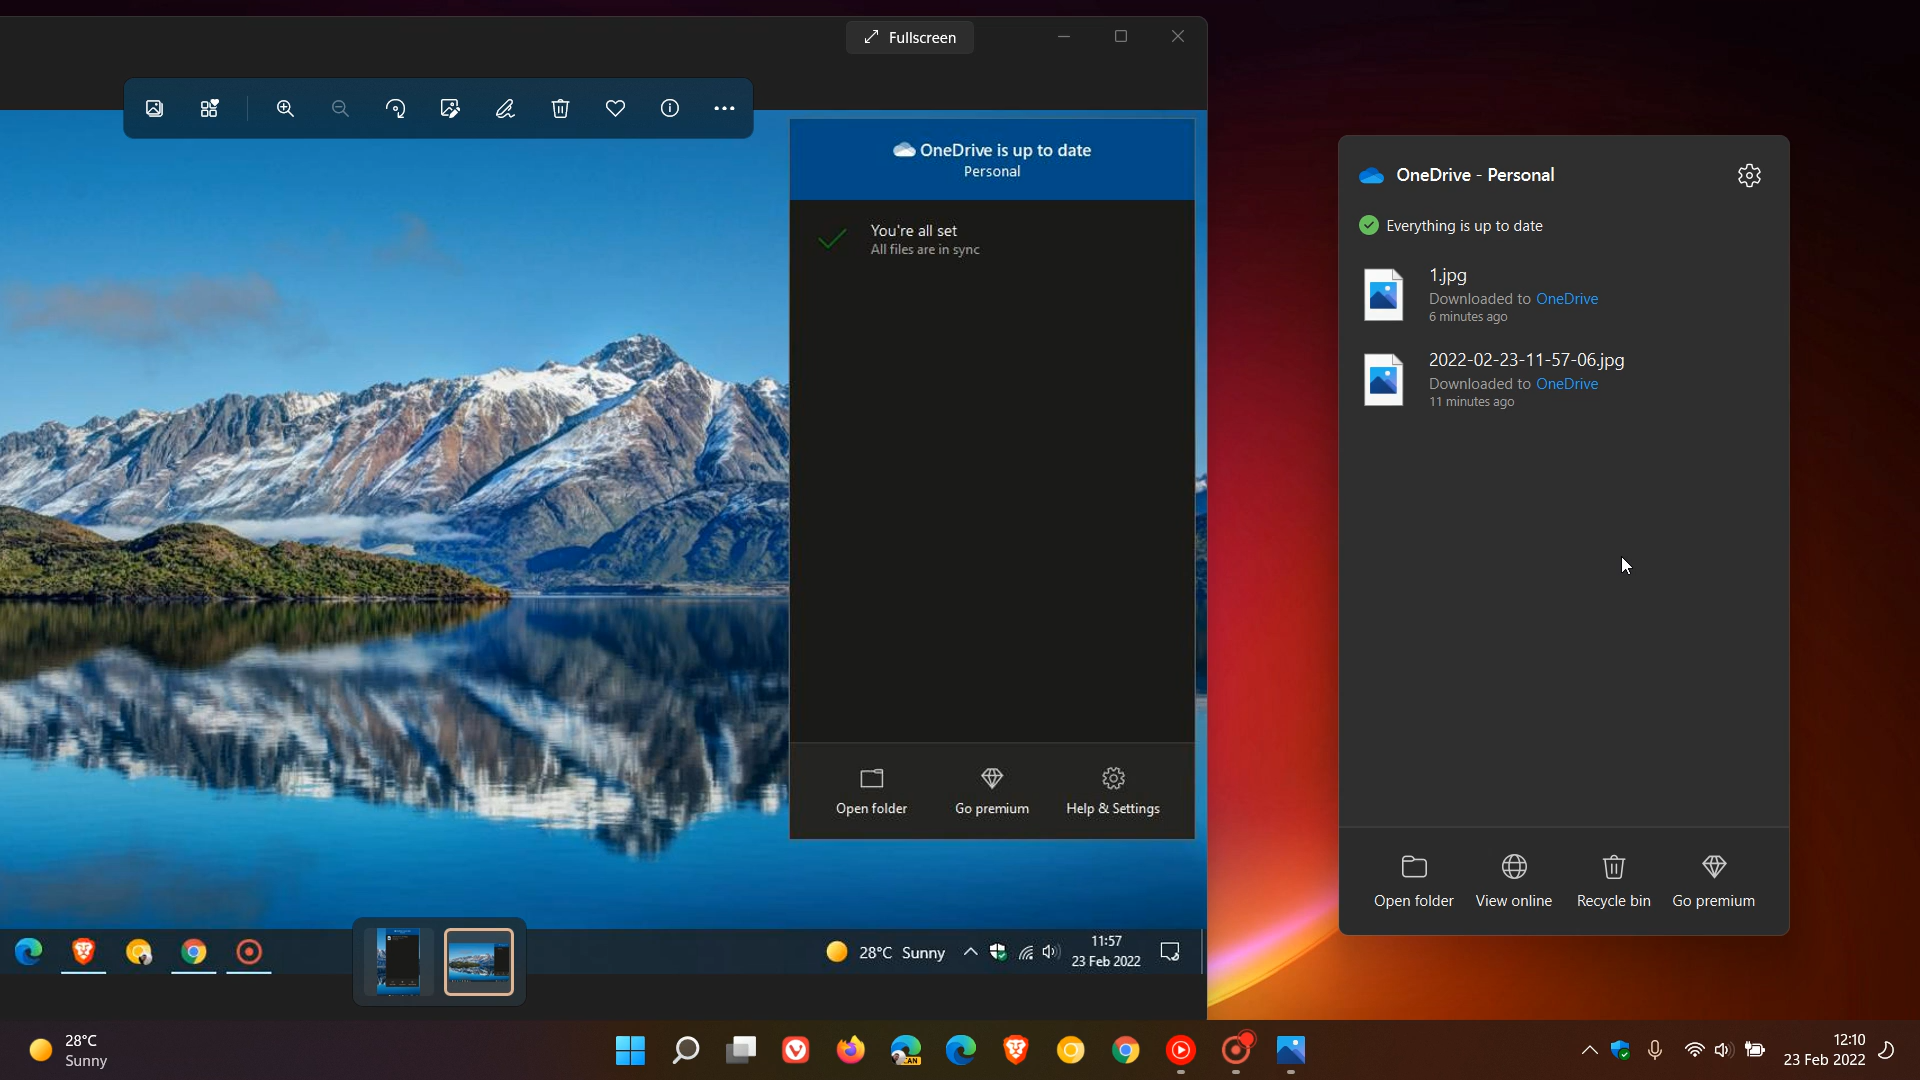 Fullscreen
OneDrive is up to date
Personal
You're all set
All files are in sync
Open folder
Go premium
Help & Settings
28°C Sunny
11:57
23 Feb 2022
OneDrive - Personal
Everything is up to date
1.jpg
Downloaded to OneDrive
6 minutes ago
2022-02-23-11-57-06.jpg
Downloaded to OneDrive
11 minutes ago
Open folder
View online
Recycle bin
Go premium
28°C
Sunny
CAN
12:10
23 Feb 2022